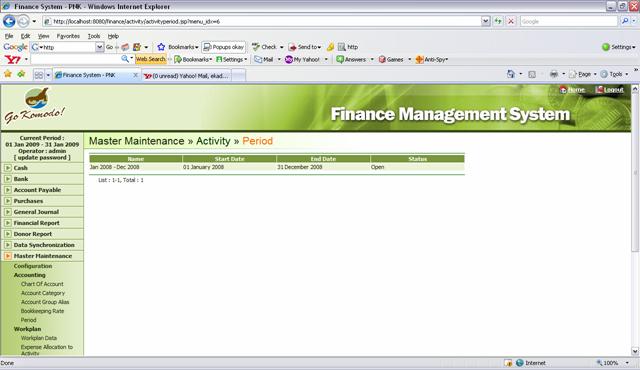 Finance System - PNK - Windows Internet Explorer
http://localhost:8080/finance/activity/activityperiod.jsp?menu_idx=6
Google
File Edit View Favorites Tools Help
Google http Go Bookmarks Popups okay Check Send to http Settings
Web Search Bookmarks Settings Mail My Yahoo! Answers Games Anti-Spy
Finance System - PNK (0 unread) Yahoo! Mail, ekad... Page Tools
Go Komodo!
Home Logout
Finance Management System
Current Period :
01 Jan 2009 - 31 Jan 2009
Operator : admin
[ update password ]
Cash
Bank
Account Payable
Purchases
General Journal
Financial Report
Donor Report
Data Synchronization
Master Maintenance
Configuration
Accounting
Chart Of Account
Account Category
Account Group Alias
Bookkeeping Rate
Period
Workplan
Workplan Data
Expense Allocation to
Activity
Master Maintenance » Activity » Period
Name Start Date End Date Status
Jan 2008 - Dec 2008 01 January 2008 31 December 2008 Open
List : 1-1, Total : 1
Done Internet 100%